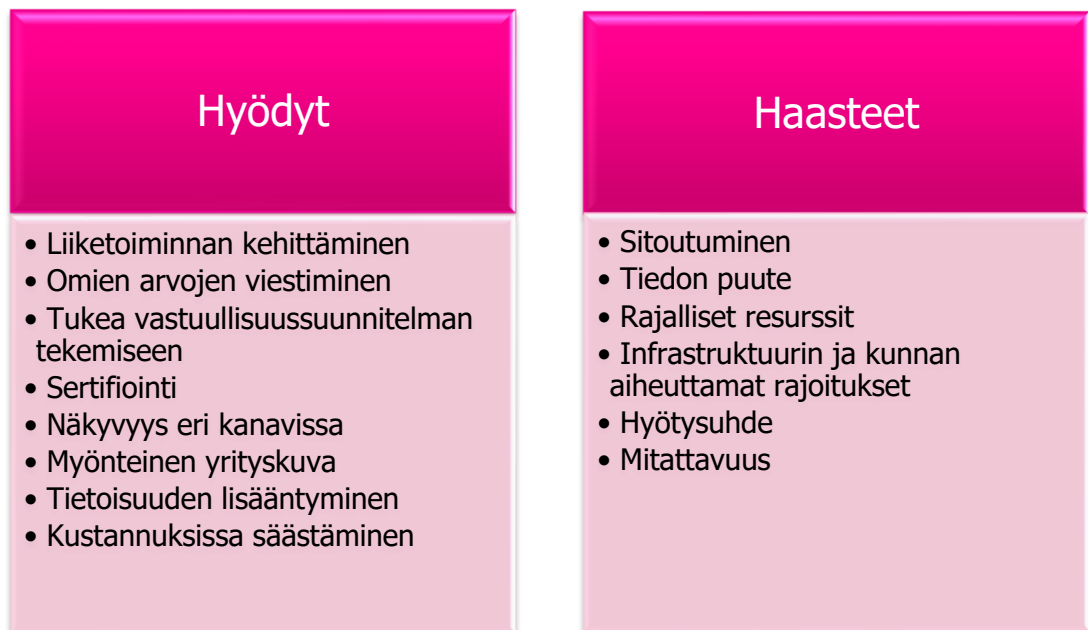 Hyödyt
• Liiketoiminnan kehittäminen
• Omien arvojen viestiminen
• Tukea vastuullisuussuunnitelman
tekemiseen
• Sertifiointi
• Näkyvyys eri kanavissa
• Myönteinen yrityskuva
• Tietoisuuden lisääntyminen
• Kustannuksissa säästäminen
Haasteet
• Sitoutuminen
• Tiedon puute
• Rajalliset resurssit
• Infrastruktuurin ja kunnan
aiheuttamat rajoitukset
• Hyötysuhde
• Mitattavuus